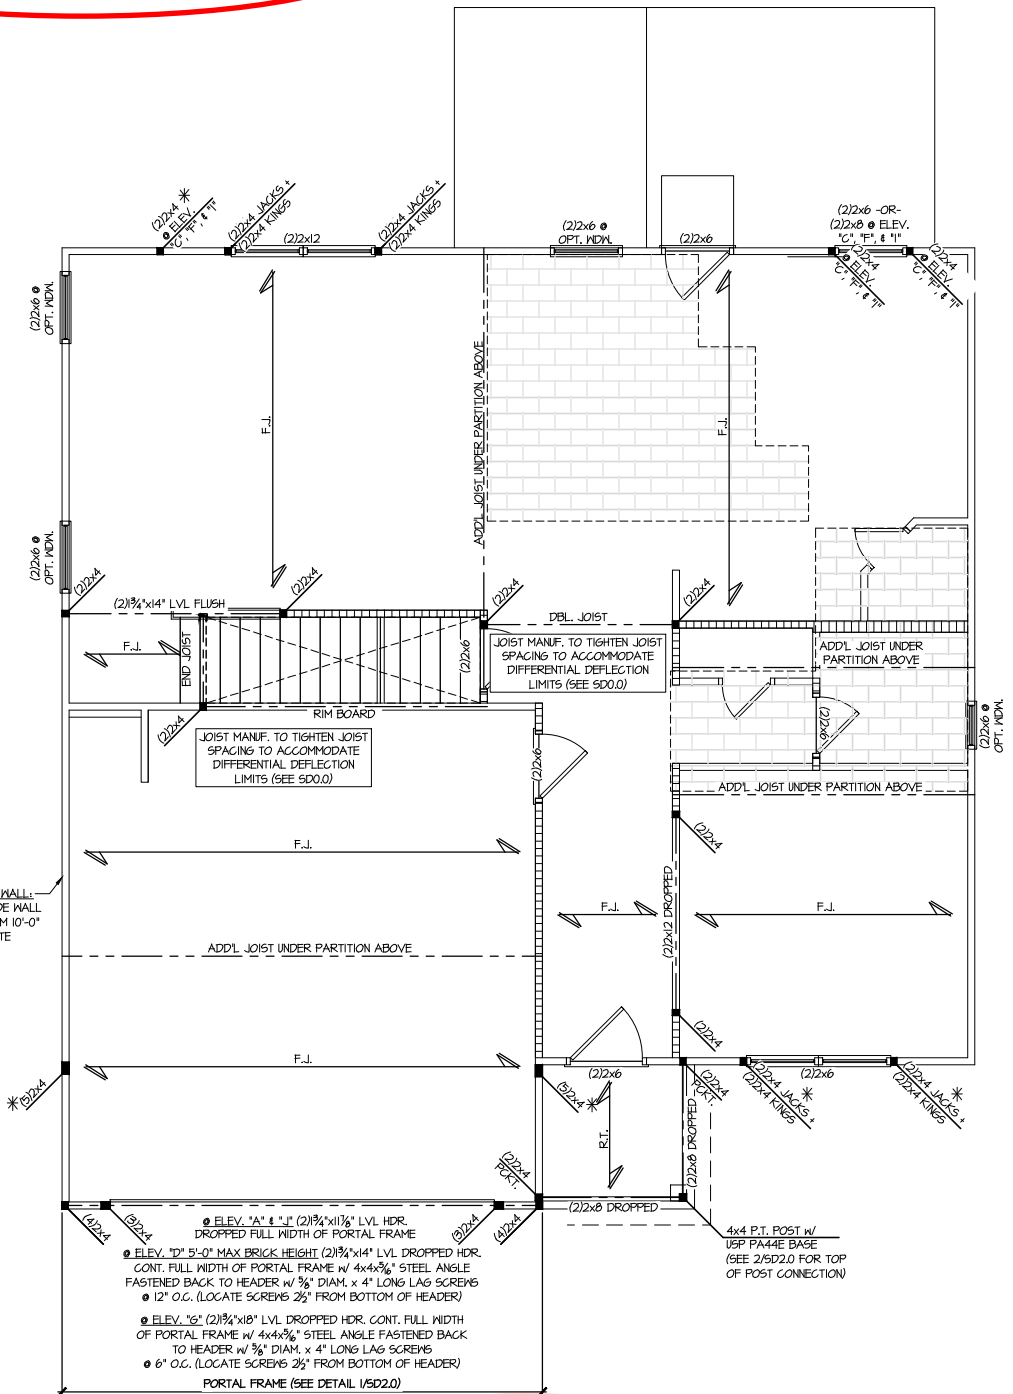 (2)2x4 ✳
@ ELEV.
"C", "F", & "I"
(2)2x4 JACKS +
(2)2x4 KINGS
(2)2x12
(2)2x4 JACKS +
(2)2x4 KINGS
(2)2x6 @
OPT. WDW.
(2)2x6
(2)2x6 -OR-
(2)2x8 @ ELEV.
"C", "F", & "I"
(2)2x4
@ ELEV.
"C", "F", & "I"
(2)2x4
@ ELEV.
"C", "F", & "I"
(2)2x6 @
OPT. WDW.
F.J.
ADD'L JOIST UNDER PARTITION ABOVE
F.J.
(2)2x6 @
OPT. WDW.
(2)2x4
(2)1¾"x14" LVL FLUSH
(2)2x4
(2)2x4
DBL. JOIST
(2)2x4
F.J.
END JOIST
(2)2x6
JOIST MANUF. TO TIGHTEN JOIST
SPACING TO ACCOMMODATE
DIFFERENTIAL DEFLECTION
LIMITS (SEE SD0.0)
ADD'L JOIST UNDER
PARTITION ABOVE
(2)2x6
(2)2x6 @
OPT. WDW.
(2)2x4
RIM BOARD
JOIST MANUF. TO TIGHTEN JOIST
SPACING TO ACCOMMODATE
DIFFERENTIAL DEFLECTION
LIMITS (SEE SD0.0)
(2)2x6
ADD'L JOIST UNDER PARTITION ABOVE
F.J.
(2)2x4
WALL:
DE WALL
M 10'-0"
TE
(2)2x12 DROPPED
F.J.
F.J.
ADD'L JOIST UNDER PARTITION ABOVE
(2)2x4
F.J.
✳ (5)2x4
(5)2x4 ✳
(2)2x6
(2)2x4
PCKT.
(2)2x4 JACKS +
(2)2x4 KINGS
✳
(2)2x6
(2)2x4 JACKS +
(2)2x4 KINGS
✳
R.T.
(2)2x8 DROPPED
(2)2x4
PCKT.
(2)2x8 DROPPED
(4)2x4
(3)2x4
(3)2x4
(4)2x4
@ ELEV. "A" & "J" (2)1¾"x11⅞" LVL HDR.
DROPPED FULL WIDTH OF PORTAL FRAME
@ ELEV. "D" 5'-0" MAX BRICK HEIGHT (2)1¾"x14" LVL DROPPED HDR.
CONT. FULL WIDTH OF PORTAL FRAME W/ 4x4x5/16" STEEL ANGLE
FASTENED BACK TO HEADER W/ ⅝" DIAM. x 4" LONG LAG SCREWS
@ 12" O.C. (LOCATE SCREWS 2½" FROM BOTTOM OF HEADER)
@ ELEV. "G" (2)1¾"x18" LVL DROPPED HDR. CONT. FULL WIDTH
OF PORTAL FRAME W/ 4x4x5/16" STEEL ANGLE FASTENED BACK
TO HEADER W/ ⅝" DIAM. x 4" LONG LAG SCREWS
@ 6" O.C. (LOCATE SCREWS 2½" FROM BOTTOM OF HEADER)
PORTAL FRAME (SEE DETAIL 1/SD2.0)
4x4 P.T. POST W/
USP PA44E BASE
(SEE 2/SD2.0 FOR TOP
OF POST CONNECTION)